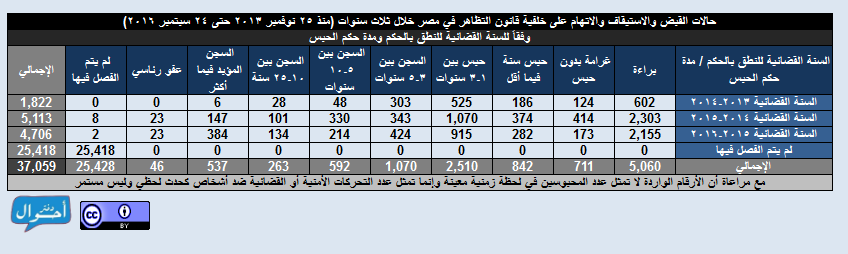 حالات القبض والاستيقاف والاتهام على خلفية قانون التظاهر في مصر خلال ثلاث سنوات (منذ ٢٥ نوفمبر ٢٠١٣ حتى ٢٤ سبتمبر ٢٠١٦)
وفقاً للسنة القضائية للنطق بالحكم ومدة حكم الحبس
السنة القضائية للنطق بالحكم / مدة حكم الحبس | براءة | غرامة بدون حبس | حبس سنة فيما أقل | حبس بين ١-٣ سنوات | السجن بين ٣-٥ سنوات | السجن بين ٥-١٠ سنوات | السجن بين ١٠-٢٥ سنة | السجن المؤبد فيما أكثر | عفو رئاسي | لم يتم الفصل فيها | الإجمالي
السنة القضائية ٢٠١٣-٢٠١٤ | 602 | 124 | 186 | 525 | 303 | 48 | 28 | 6 | 0 | 0 | 1,822
السنة القضائية ٢٠١٤-٢٠١٥ | 2,303 | 414 | 374 | 1,070 | 343 | 330 | 101 | 147 | 23 | 8 | 5,113
السنة القضائية ٢٠١٥-٢٠١٦ | 2,155 | 173 | 282 | 915 | 424 | 214 | 134 | 384 | 23 | 2 | 4,706
لم يتم الفصل فيها | 0 | 0 | 0 | 0 | 0 | 0 | 0 | 0 | 0 | 25,418 | 25,418
الإجمالي | 5,060 | 711 | 842 | 2,510 | 1,070 | 592 | 263 | 537 | 46 | 25,428 | 37,059
مع مراعاة أن الأرقام الواردة لا تمثل عدد المحبوسين في لحظة زمنية معينة وإنما تمثل عدد التحركات الأمنية أو القضائية ضد أشخاص كحدث لحظي وليس مستمر
دفتر أحوال
cc
BY